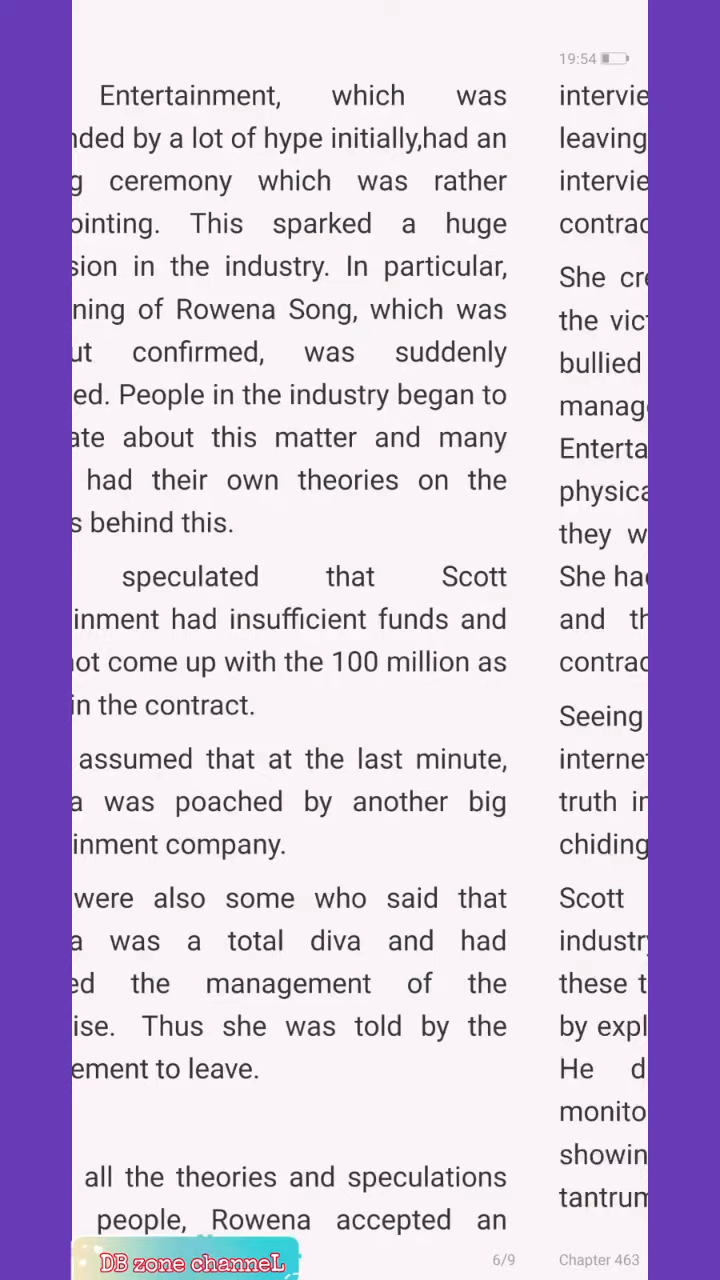 Entertainment, which was
nded by a lot of hype initially,had an
g ceremony which was rather
ointing. This sparked a huge
sion in the industry. In particular,
ning of Rowena Song, which was
ut confirmed, was suddenly
ed. People in the industry began to
ate about this matter and many
had their own theories on the
s behind this.
speculated that Scott
inment had insufficient funds and
not come up with the 100 million as
in the contract.
assumed that at the last minute,
a was poached by another big
inment company.
were also some who said that
a was a total diva and had
ed the management of the
ise. Thus she was told by the
ement to leave.
all the theories and speculations
people, Rowena accepted an
6/9
19:54
intervie
leaving
intervie
contrac
She cre
the vict
bullied
manage
Enterta
physica
they w
She had
and th
contrac
Seeing
interne
truth in
chiding
Scott
industry
these t
by expl
He d
monito
showin
tantrum
Chapter 463
DB zone channeL